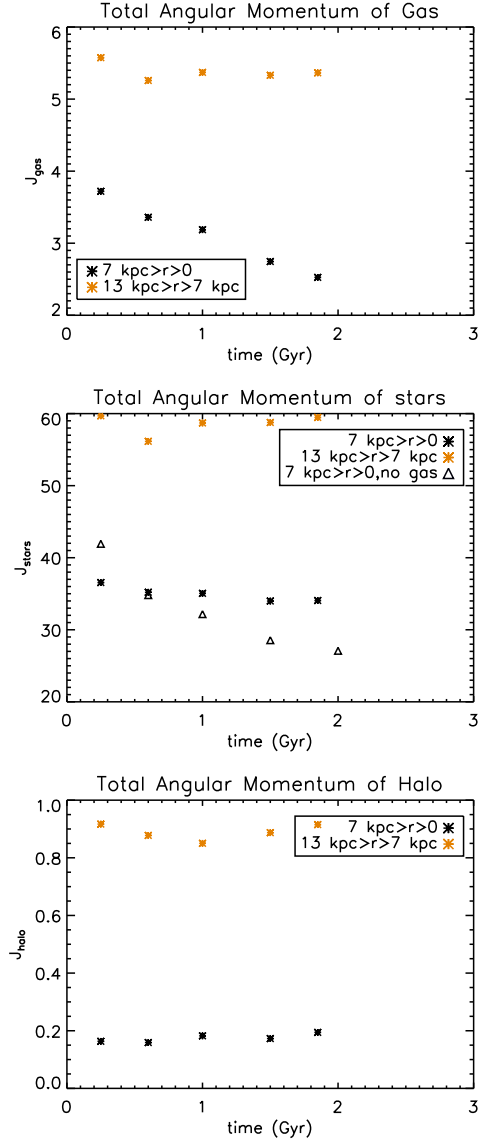 Total Angular Momentum of Gas
6
5
4
3
2
J_gas
7 kpc>r>0
13 kpc>r>7 kpc
0 1 2 3
time (Gyr)
Total Angular Momentum of stars
60
50
40
30
20
J_stars
7 kpc>r>0
13 kpc>r>7 kpc
7 kpc>r>0,no gas
0 1 2 3
time (Gyr)
Total Angular Momentum of Halo
1.0
0.8
0.6
0.4
0.2
0.0
J_halo
7 kpc>r>0
13 kpc>r>7 kpc
0 1 2 3
time (Gyr)